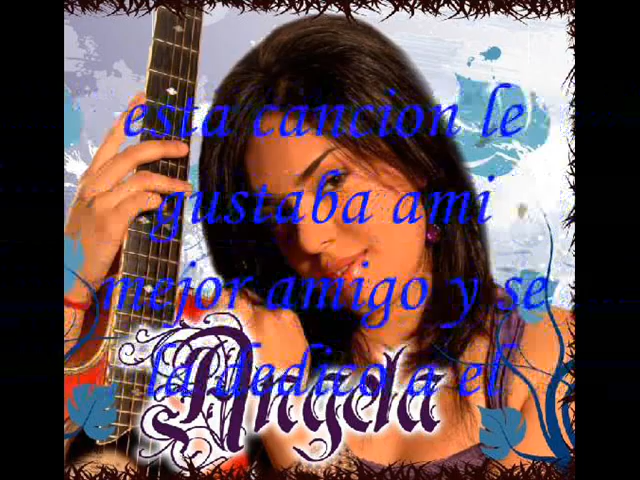 esta cancion le
gustaba ami
mejor amigo y se
la dedico a el
Angela